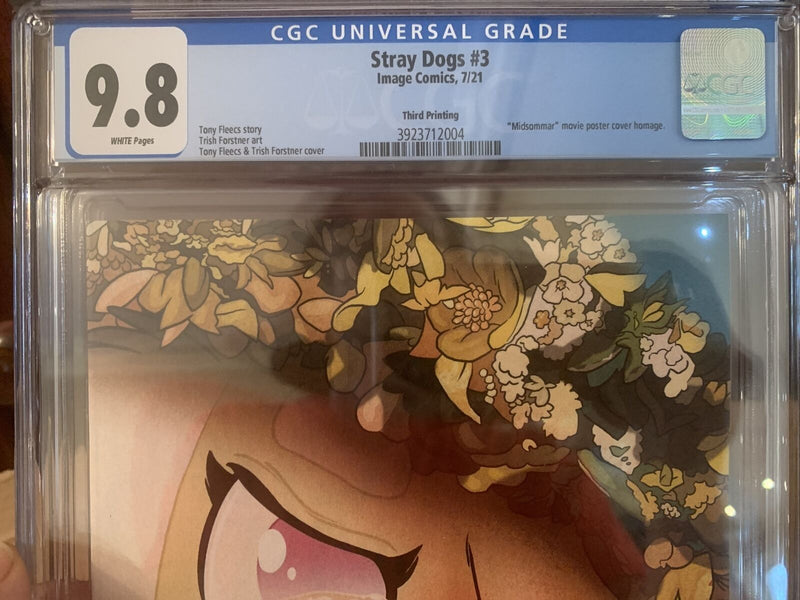 CGC UNIVERSAL GRADE
9.8
WHITE Pages
Stray Dogs #3
Image Comics, 7/21
Third Printing
3923712004
Tony Fleecs story
Trish Forstner art
Tony Fleecs & Trish Forstner cover
"Midsommar" movie poster cover homage.
CGC
CGC